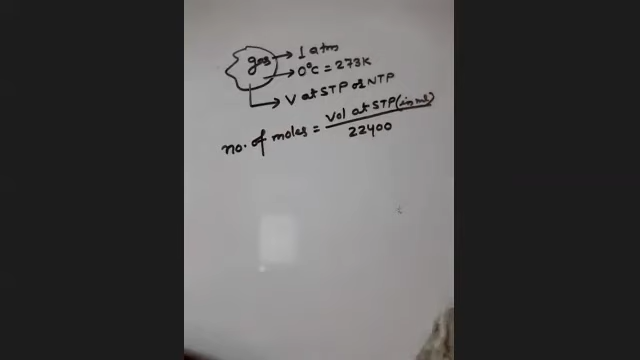 gas → 1 atm
→ 0°C = 273K
→ V at STP or NTP
no. of moles = Vol at STP (in ml) / 22400